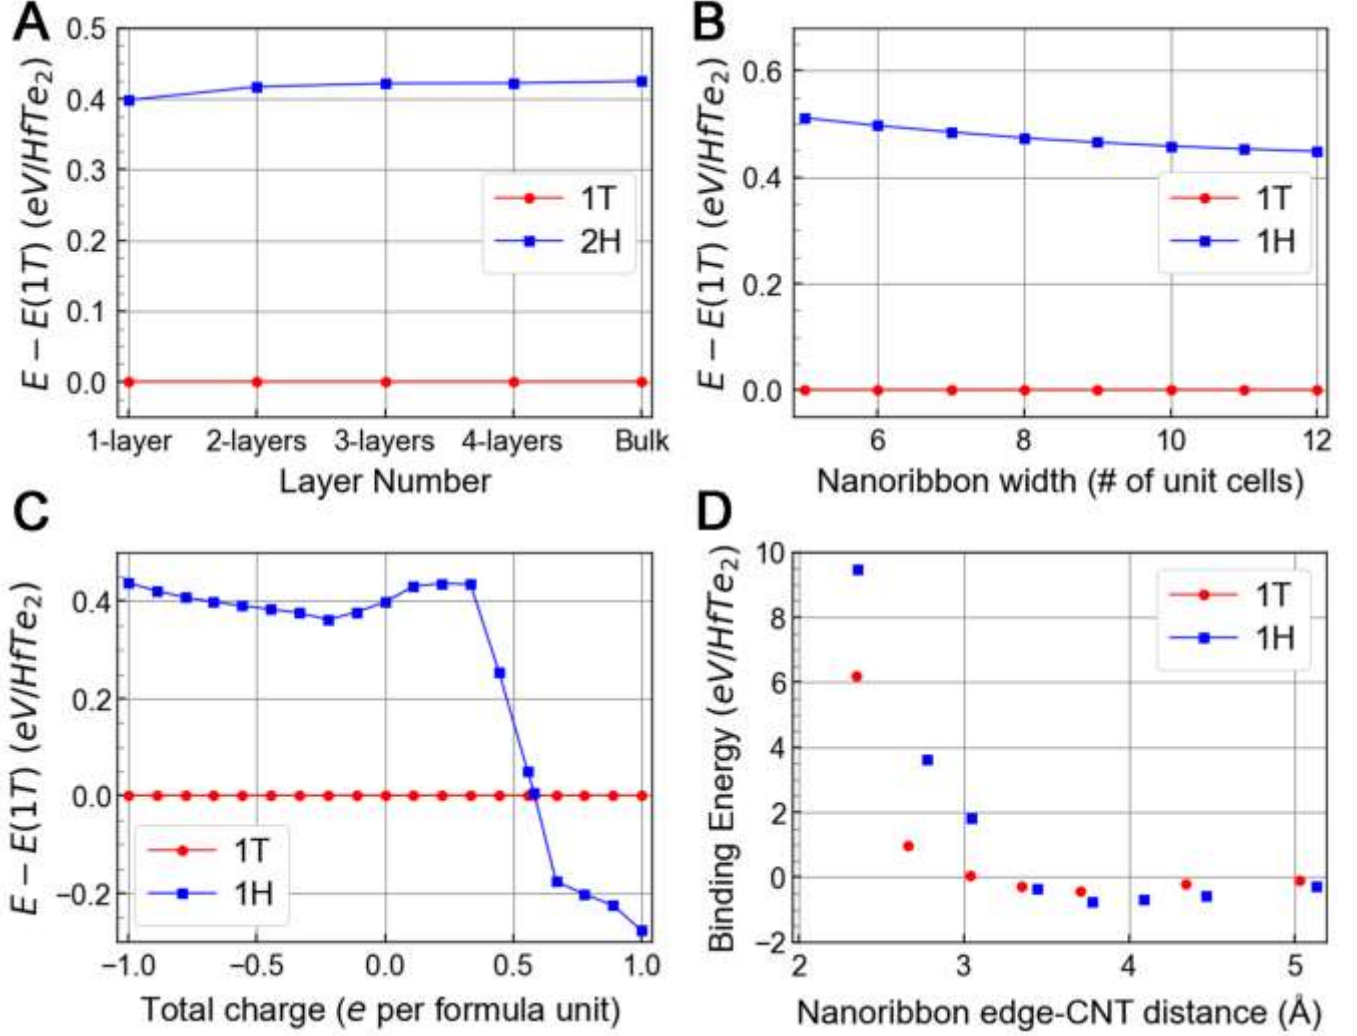 A
E − E(1T) (eV/HfTe₂)
0.5
0.4
0.3
0.2
0.1
0.0
1T
2H
1-layer 2-layers 3-layers 4-layers Bulk
Layer Number
B
E − E(1T) (eV/HfTe₂)
0.6
0.4
0.2
0.0
1T
1H
6 8 10 12
Nanoribbon width (# of unit cells)
C
E − E(1T) (eV/HfTe₂)
0.4
0.2
0.0
−0.2
1T
1H
−1.0 −0.5 0.0 0.5 1.0
Total charge (e per formula unit)
D
Binding Energy (eV/HfTe₂)
10
8
6
4
2
0
−2
1T
1H
2 3 4 5
Nanoribbon edge-CNT distance (Å)